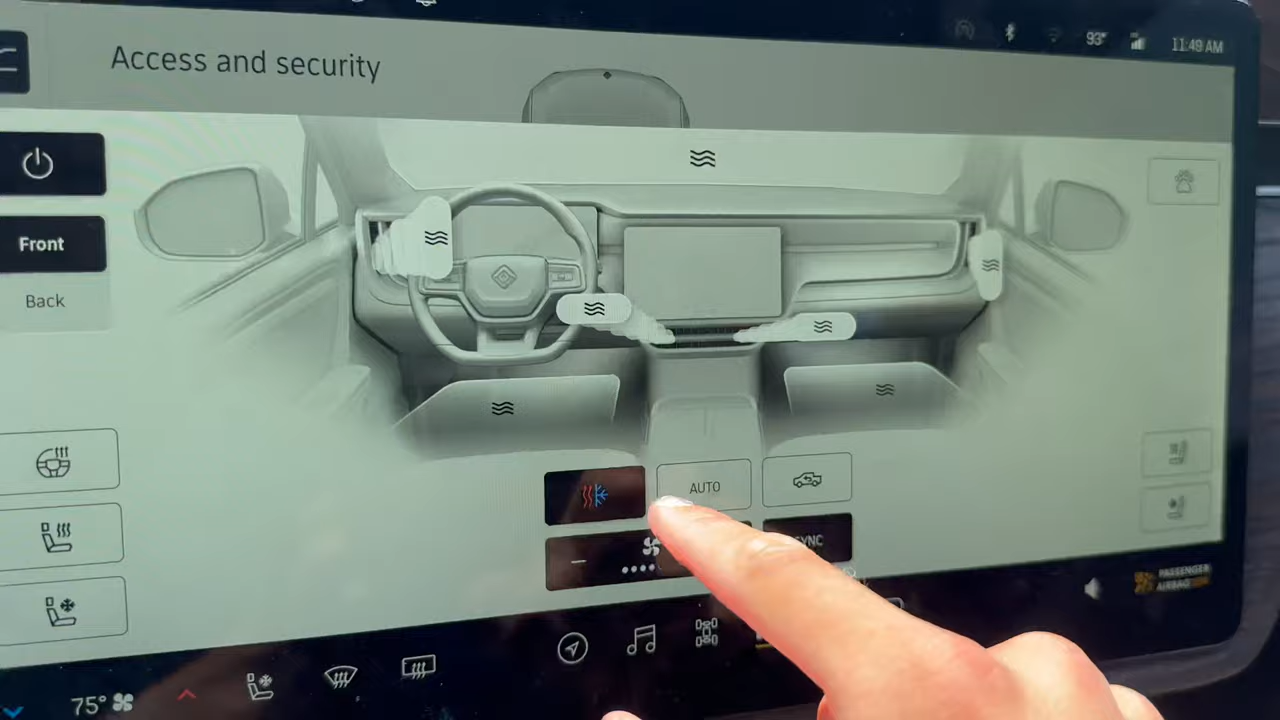 93°
11:49 AM
Access and security
Front
Back
AUTO
SYNC
PASSENGER
AIRBAG
75°